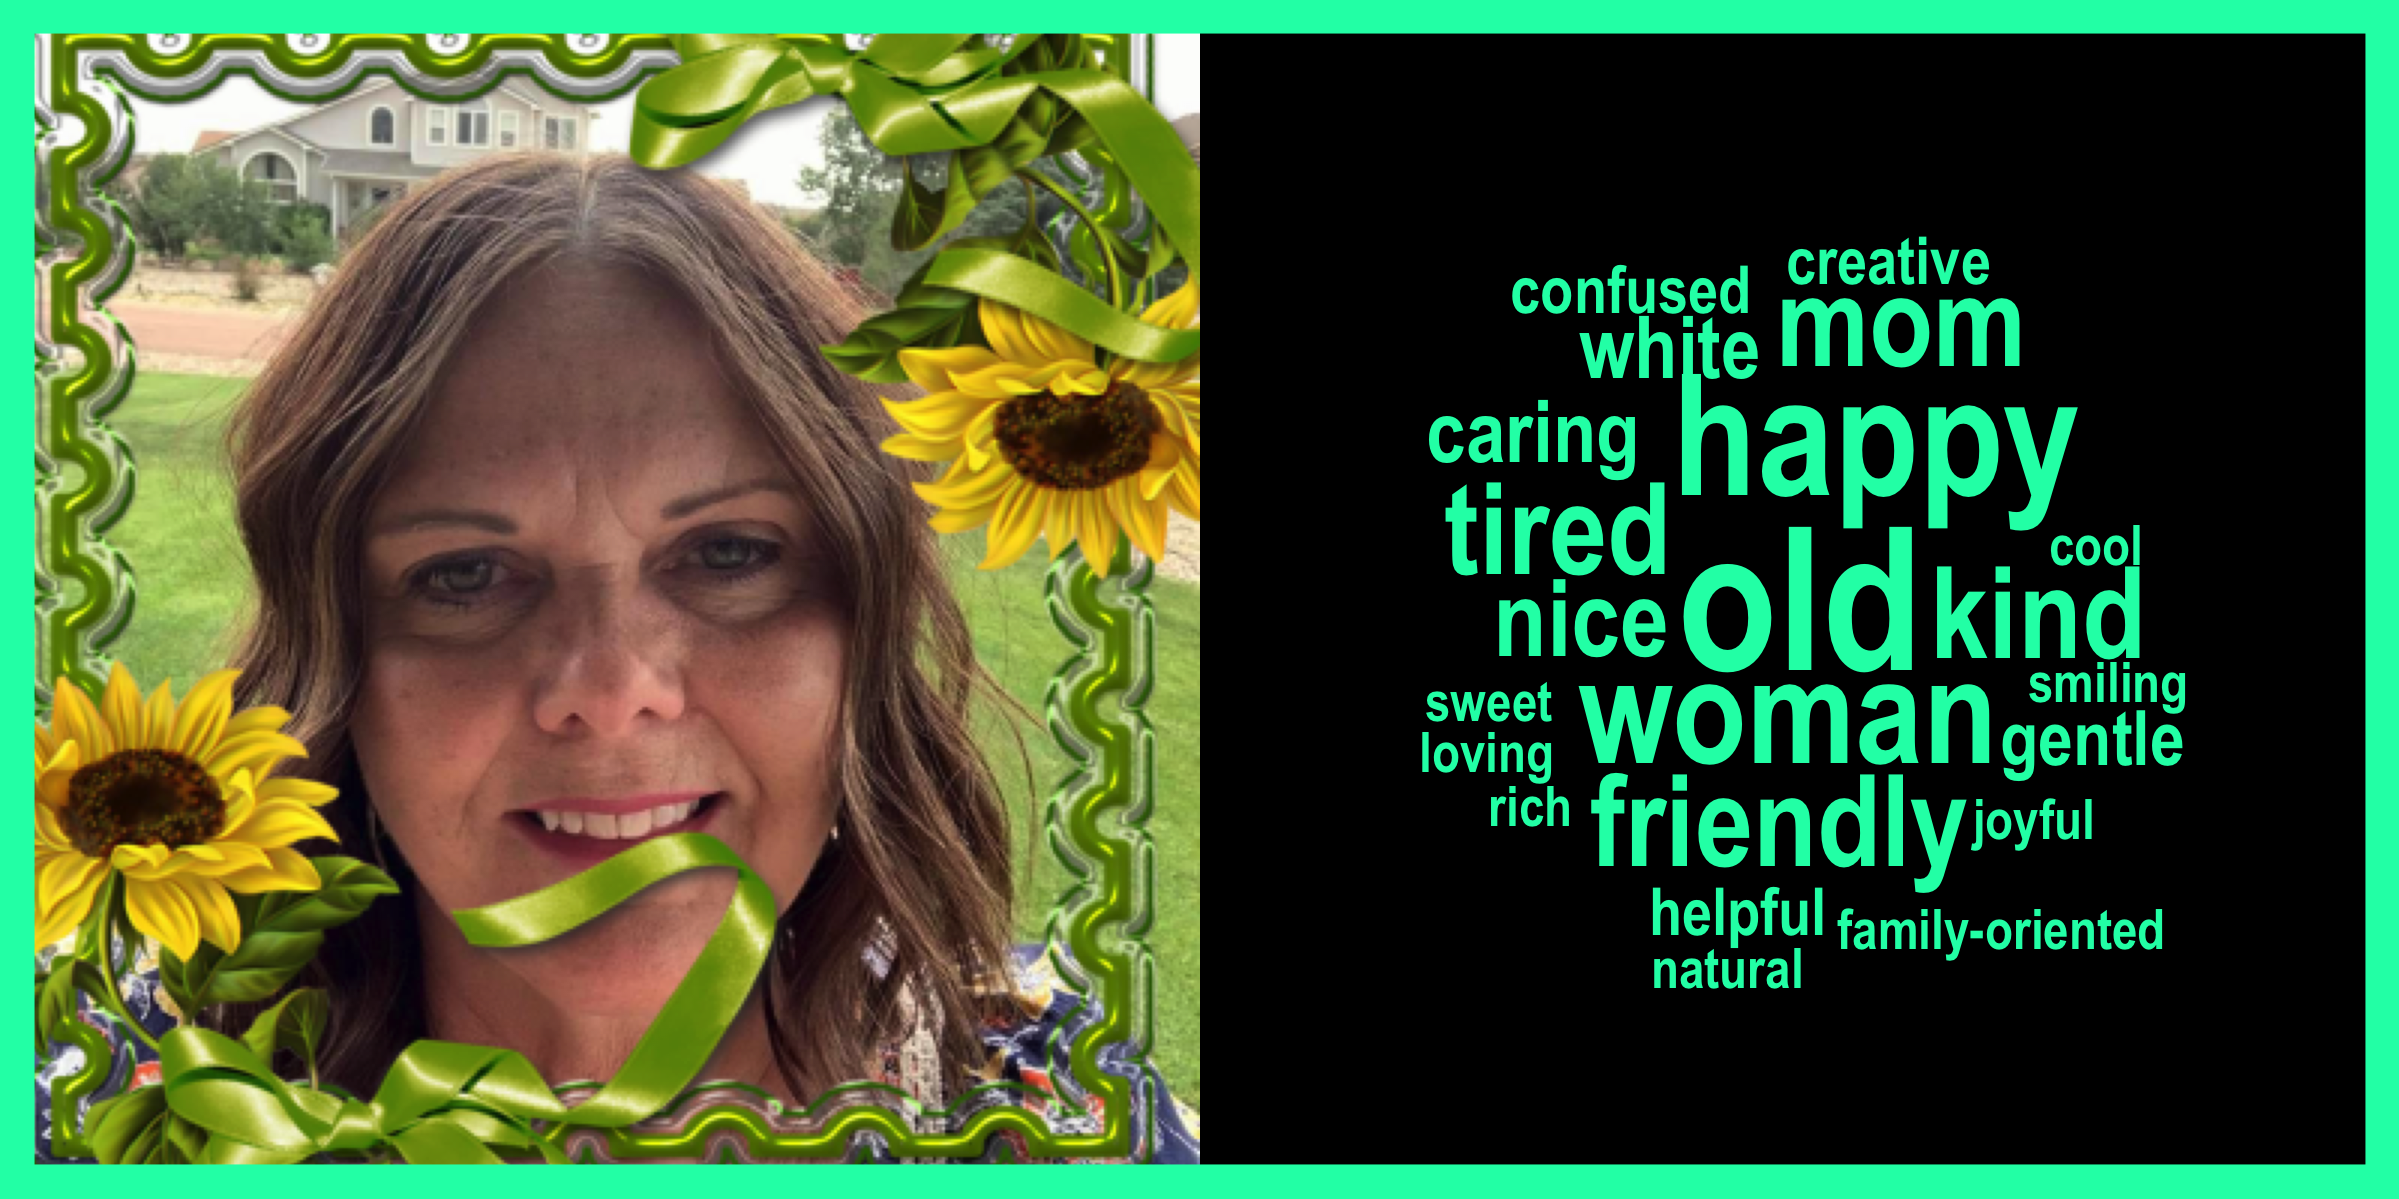 creative
confused
mom
white
happy
caring
tired
cool
old
kind
nice
smiling
woman
sweet
gentle
loving
friendly
rich
joyful
helpful
family-oriented
natural